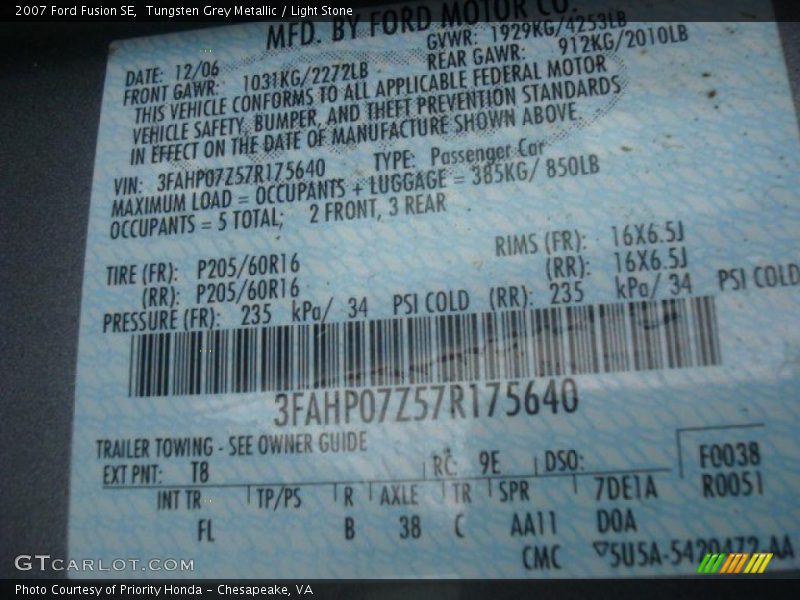 2007 Ford Fusion SE, Tungsten Grey Metallic / Light Stone
MFD. BY FORD MOTOR CO.
DATE: 12/06 GVWR: 1929KG/4253LB
FRONT GAWR: 1031KG/2272LB REAR GAWR: 912KG/2010LB
THIS VEHICLE CONFORMS TO ALL APPLICABLE FEDERAL MOTOR
VEHICLE SAFETY, BUMPER, AND THEFT PREVENTION STANDARDS
IN EFFECT ON THE DATE OF MANUFACTURE SHOWN ABOVE.
VIN: 3FAHP07Z57R175640 TYPE: Passenger Car
MAXIMUM LOAD = OCCUPANTS + LUGGAGE = 385KG/ 850LB
OCCUPANTS = 5 TOTAL; 2 FRONT, 3 REAR
TIRE (FR): P205/60R16 RIMS (FR): 16X6.5J
(RR): P205/60R16 (RR): 16X6.5J
PRESSURE (FR): 235 kPa/ 34 PSI COLD (RR): 235 kPa/ 34 PSI COLD
3FAHP07Z57R175640
TRAILER TOWING - SEE OWNER GUIDE
EXT PNT: T8 RC: 9E DSO: F0038
INT TR TP/PS R AXLE TR SPR 7DE1A R0051
FL B 38 C AA11 D0A
CMC 5U5A-5420472-AA
GTCARLOT.COM
Photo Courtesy of Priority Honda - Chesapeake, VA